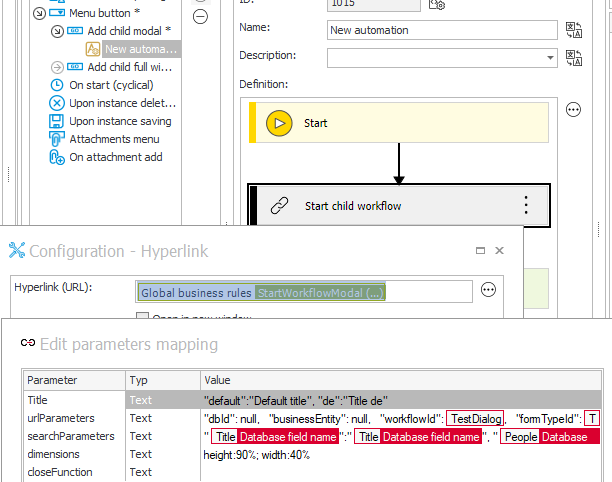 ID:
1015
Menu button *
Add child modal *
New automa...
Add child full wi...
On start (cyclical)
Upon instance delet...
Upon instance saving
Attachments menu
On attachment add
Name:
New automation
Description:
Definition:
Start
Start child workflow
Configuration - Hyperlink
Hyperlink (URL):
Global business rules StartWorkflowModal (...)
Edit parameters mapping
Parameter Typ Value
Title Text "default":"Default title", "de":"Title de"
urlParameters Text "dbId": null, "businessEntity": null, "workflowId": TestDialog, "formTypeId": T
searchParameters Text " Title Database field name ":" Title Database field name ", " People Database
dimensions Text height:90%; width:40%
closeFunction Text